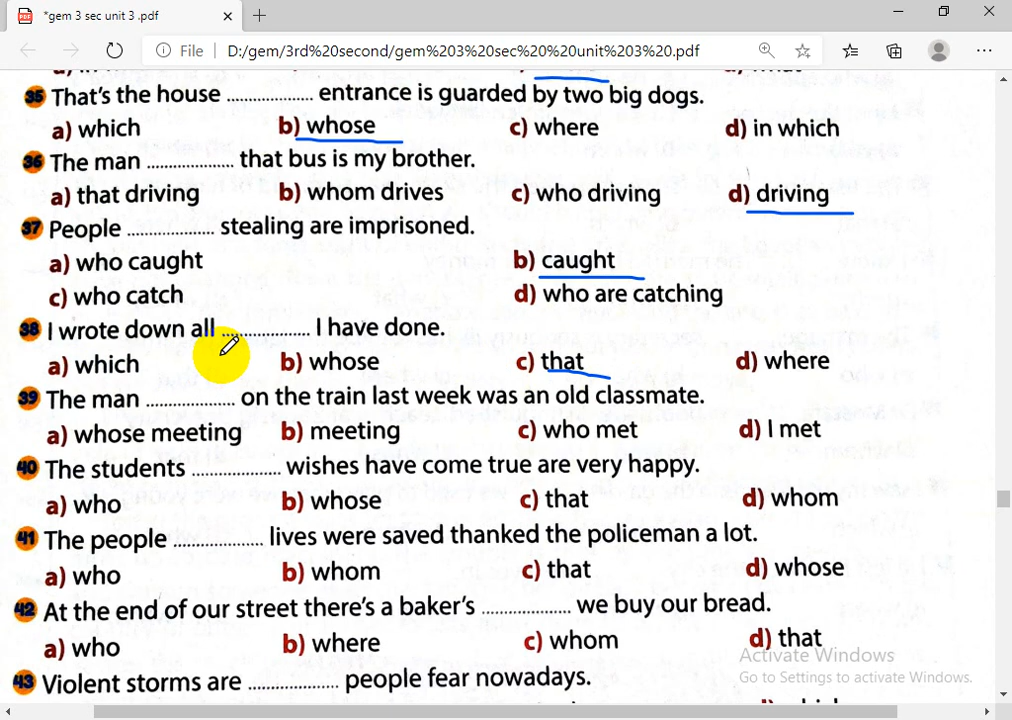 *gem 3 sec unit 3 .pdf
File D:/gem/3rd%20second/gem%203%20sec%20%20unit%203%20.pdf
35 That's the house .................. entrance is guarded by two big dogs.
a) which b) whose c) where d) in which
36 The man .................. that bus is my brother.
a) that driving b) whom drives c) who driving d) driving
37 People .................. stealing are imprisoned.
a) who caught b) caught
c) who catch d) who are catching
38 I wrote down all .................. I have done.
a) which b) whose c) that d) where
39 The man .................. on the train last week was an old classmate.
a) whose meeting b) meeting c) who met d) I met
40 The students .................. wishes have come true are very happy.
a) who b) whose c) that d) whom
41 The people .................. lives were saved thanked the policeman a lot.
a) who b) whom c) that d) whose
42 At the end of our street there's a baker's .................. we buy our bread.
a) who b) where c) whom d) that
Activate Windows
Go to Settings to activate Windows.
43 Violent storms are .................. people fear nowadays.